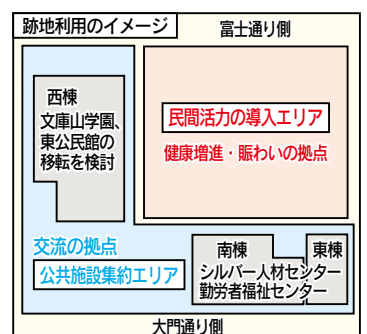 跡地利用のイメージ
富士通り側
西棟
文庫山学園、
東公民館の
移転を検討
民間活力の導入エリア
健康増進・賑わいの拠点
交流の拠点
公共施設集約エリア
南棟
東棟
シルバー人材センター
勤労者福祉センター
大門通り側